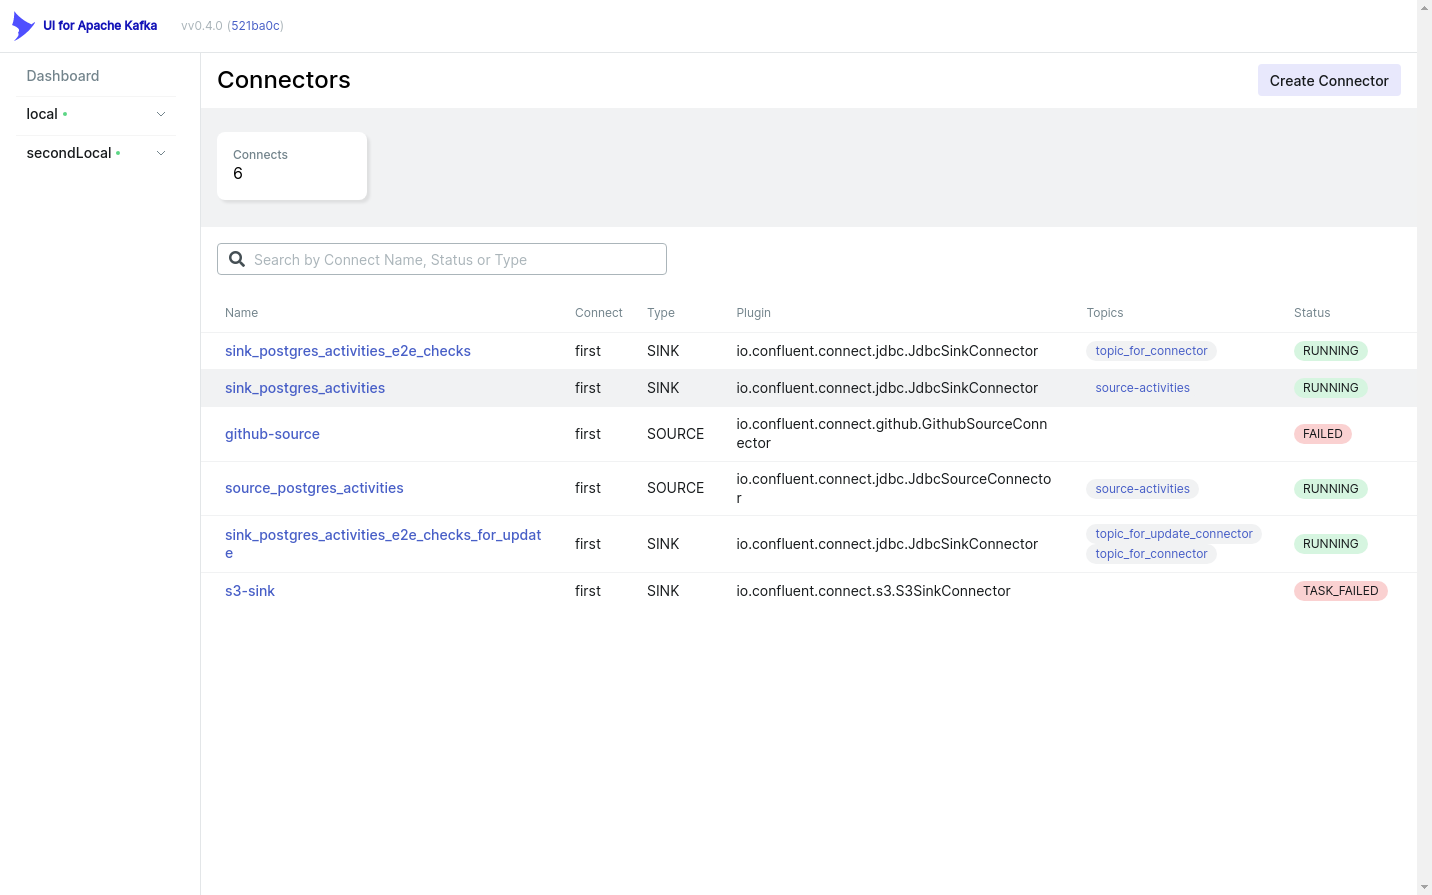 UI for Apache Kafka vv0.4.0 (521ba0c)
Dashboard
local
secondLocal
Connectors
Create Connector
Connects
6
Search by Connect Name, Status or Type
Name Connect Type Plugin Topics Status
sink_postgres_activities_e2e_checks first SINK io.confluent.connect.jdbc.JdbcSinkConnector topic_for_connector RUNNING
sink_postgres_activities first SINK io.confluent.connect.jdbc.JdbcSinkConnector source-activities RUNNING
github-source first SOURCE io.confluent.connect.github.GithubSourceConn
ector FAILED
source_postgres_activities first SOURCE io.confluent.connect.jdbc.JdbcSourceConnecto
r source-activities RUNNING
sink_postgres_activities_e2e_checks_for_updat
e first SINK io.confluent.connect.jdbc.JdbcSinkConnector topic_for_update_connector
topic_for_connector RUNNING
s3-sink first SINK io.confluent.connect.s3.S3SinkConnector TASK_FAILED